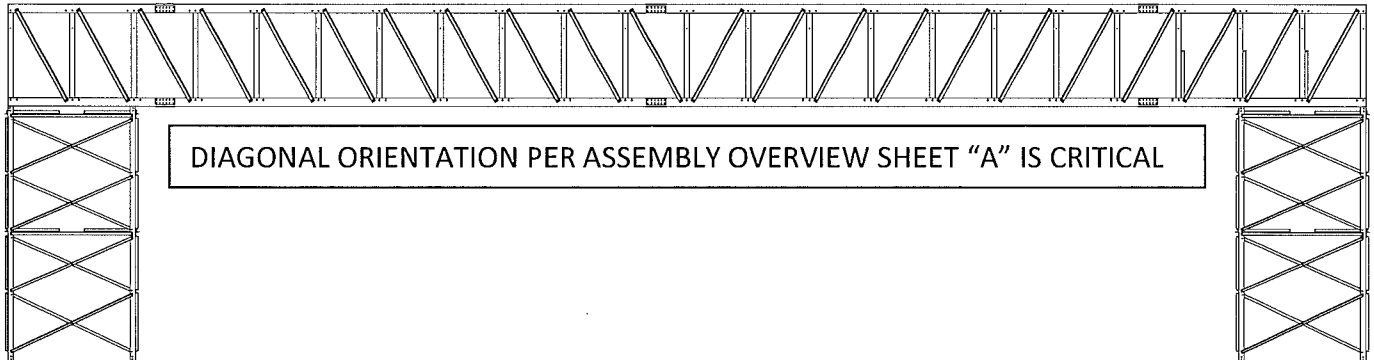 DIAGONAL ORIENTATION PER ASSEMBLY OVERVIEW SHEET “A” IS CRITICAL